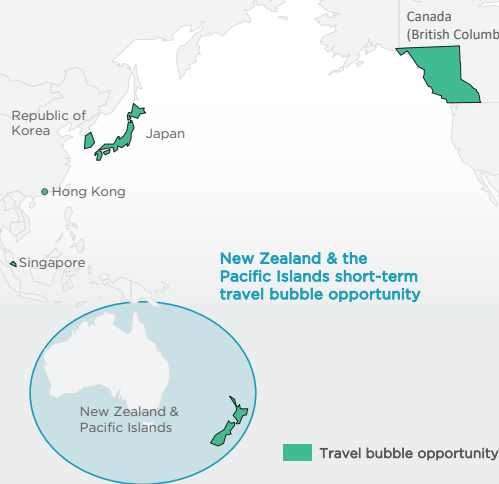 Canada
(British Columb
Republic of
Korea
Japan
Hong Kong
Singapore
New Zealand & the
Pacific Islands short-term
travel bubble opportunity
New Zealand &
Pacific Islands
Travel bubble opportunity